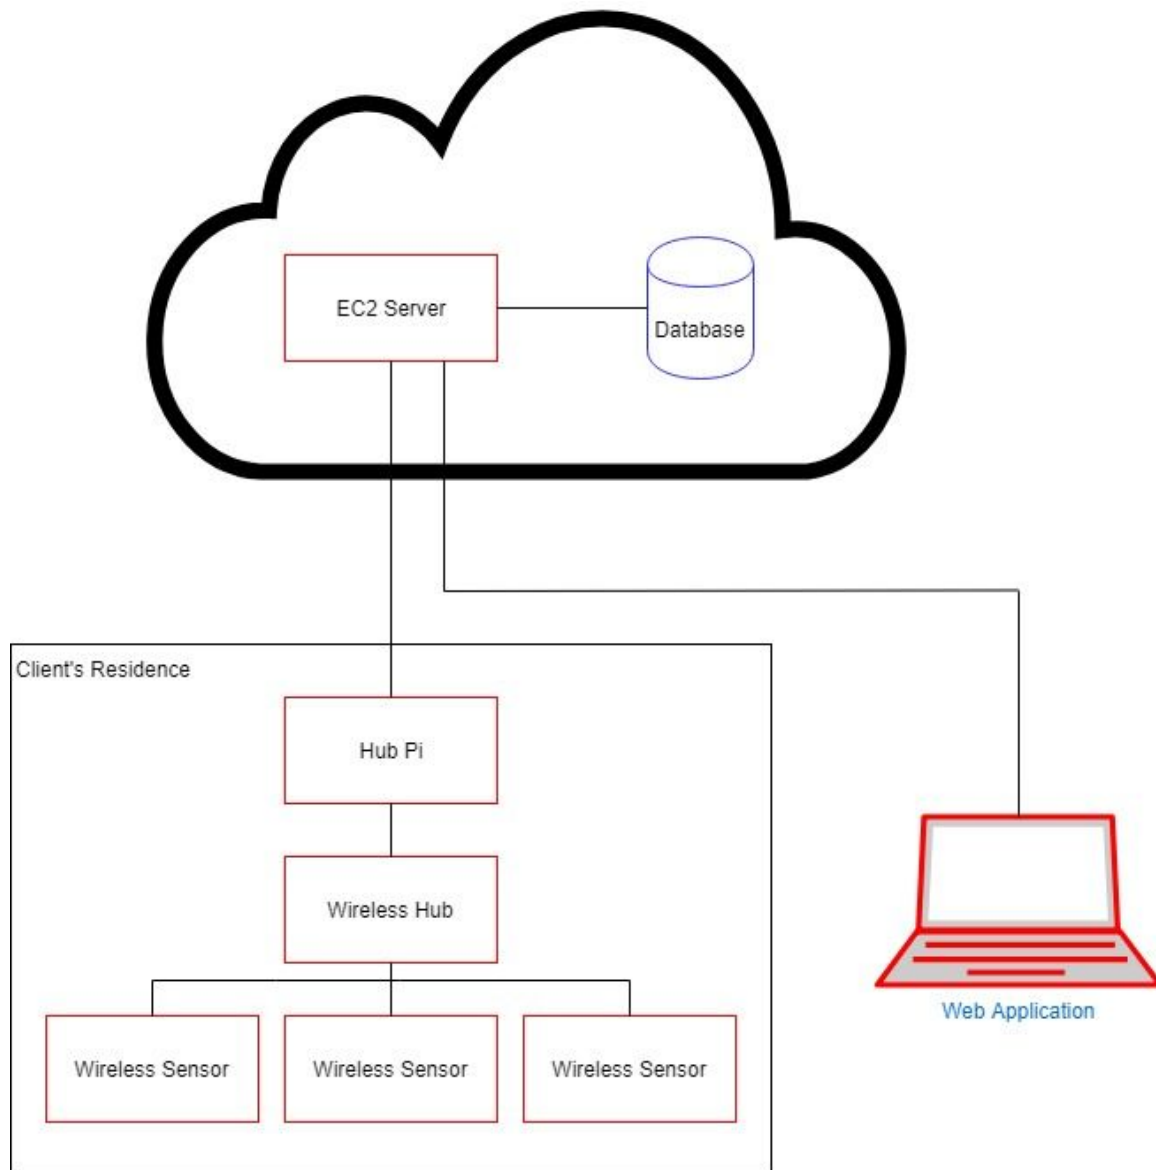 EC2 Server
Database
Client's Residence
Hub Pi
Wireless Hub
Web Application
Wireless Sensor
Wireless Sensor
Wireless Sensor